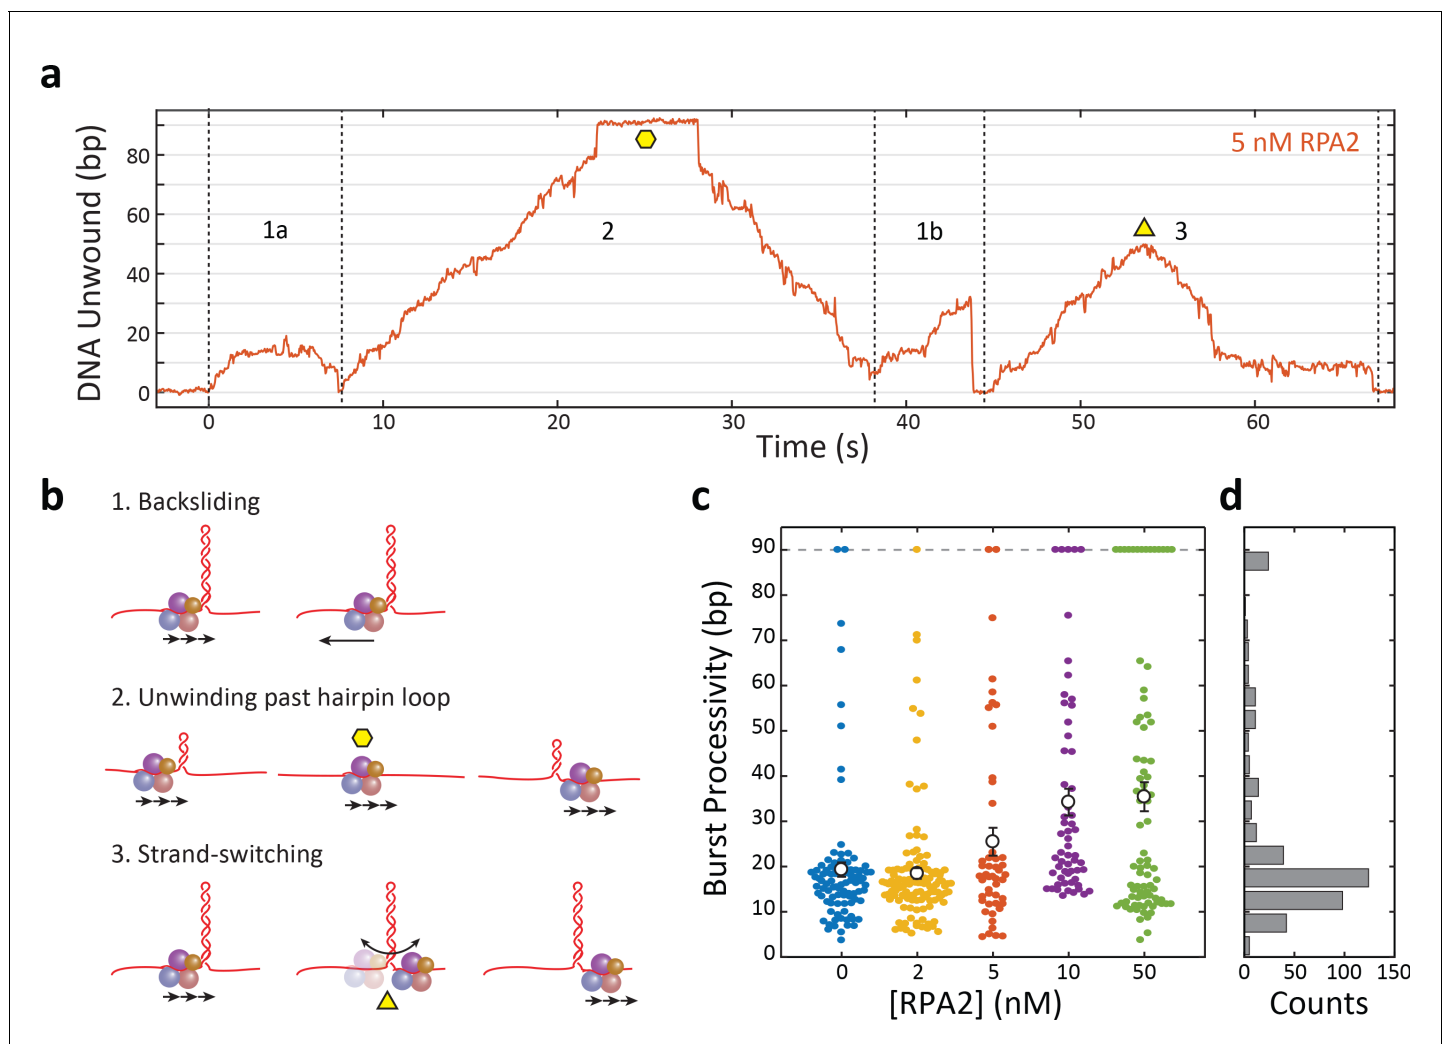 a
DNA Unwound (bp)
80
60
40
20
0
1a
2
1b
3
5 nM RPA2
0 10 20 30 40 50 60
Time (s)
b
1. Backsliding
2. Unwinding past hairpin loop
3. Strand-switching
c
Burst Processivity (bp)
90
80
70
60
50
40
30
20
10
0
0 2 5 10 50
[RPA2] (nM)
d
0 50 100 150
Counts